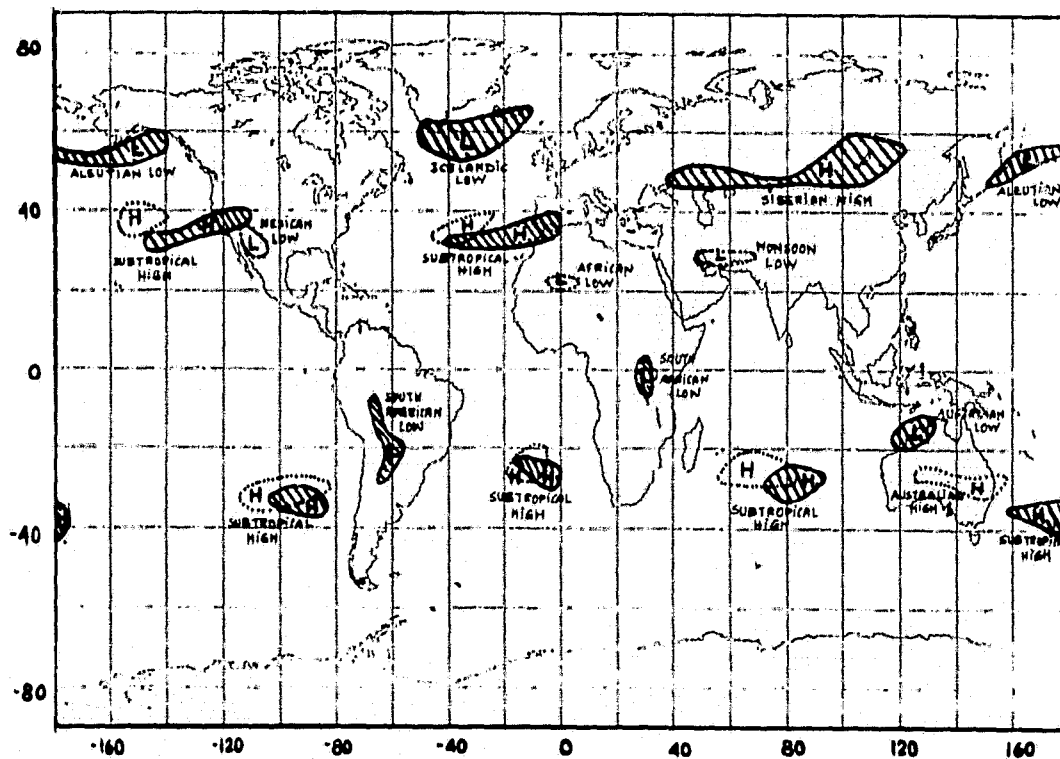 80
L
ALEUTIAN LOW
L
ICELANDIC
LOW
H
SIBERIAN HIGH
L
ALEUTIAN
LOW
40
H
MEXICAN
LOW
L
SUBTROPICAL
HIGH
H
H
SUBTROPICAL
HIGH
AFRICAN
LOW
L
MONSOON
LOW
0
SOUTH
AFRICAN
LOW
SOUTH
AMERICAN
LOW
L
AUSTRALIAN
LOW
H
H
SUBTROPICAL
HIGH
H
H
SUBTROPICAL
HIGH
H
H H
SUBTROPICAL
HIGH
H
AUSTRALIAN
HIGH
H
SUBTROPICAL
HIGH
-40
-80
-160
-120
-80
-40
0
40
80
120
160